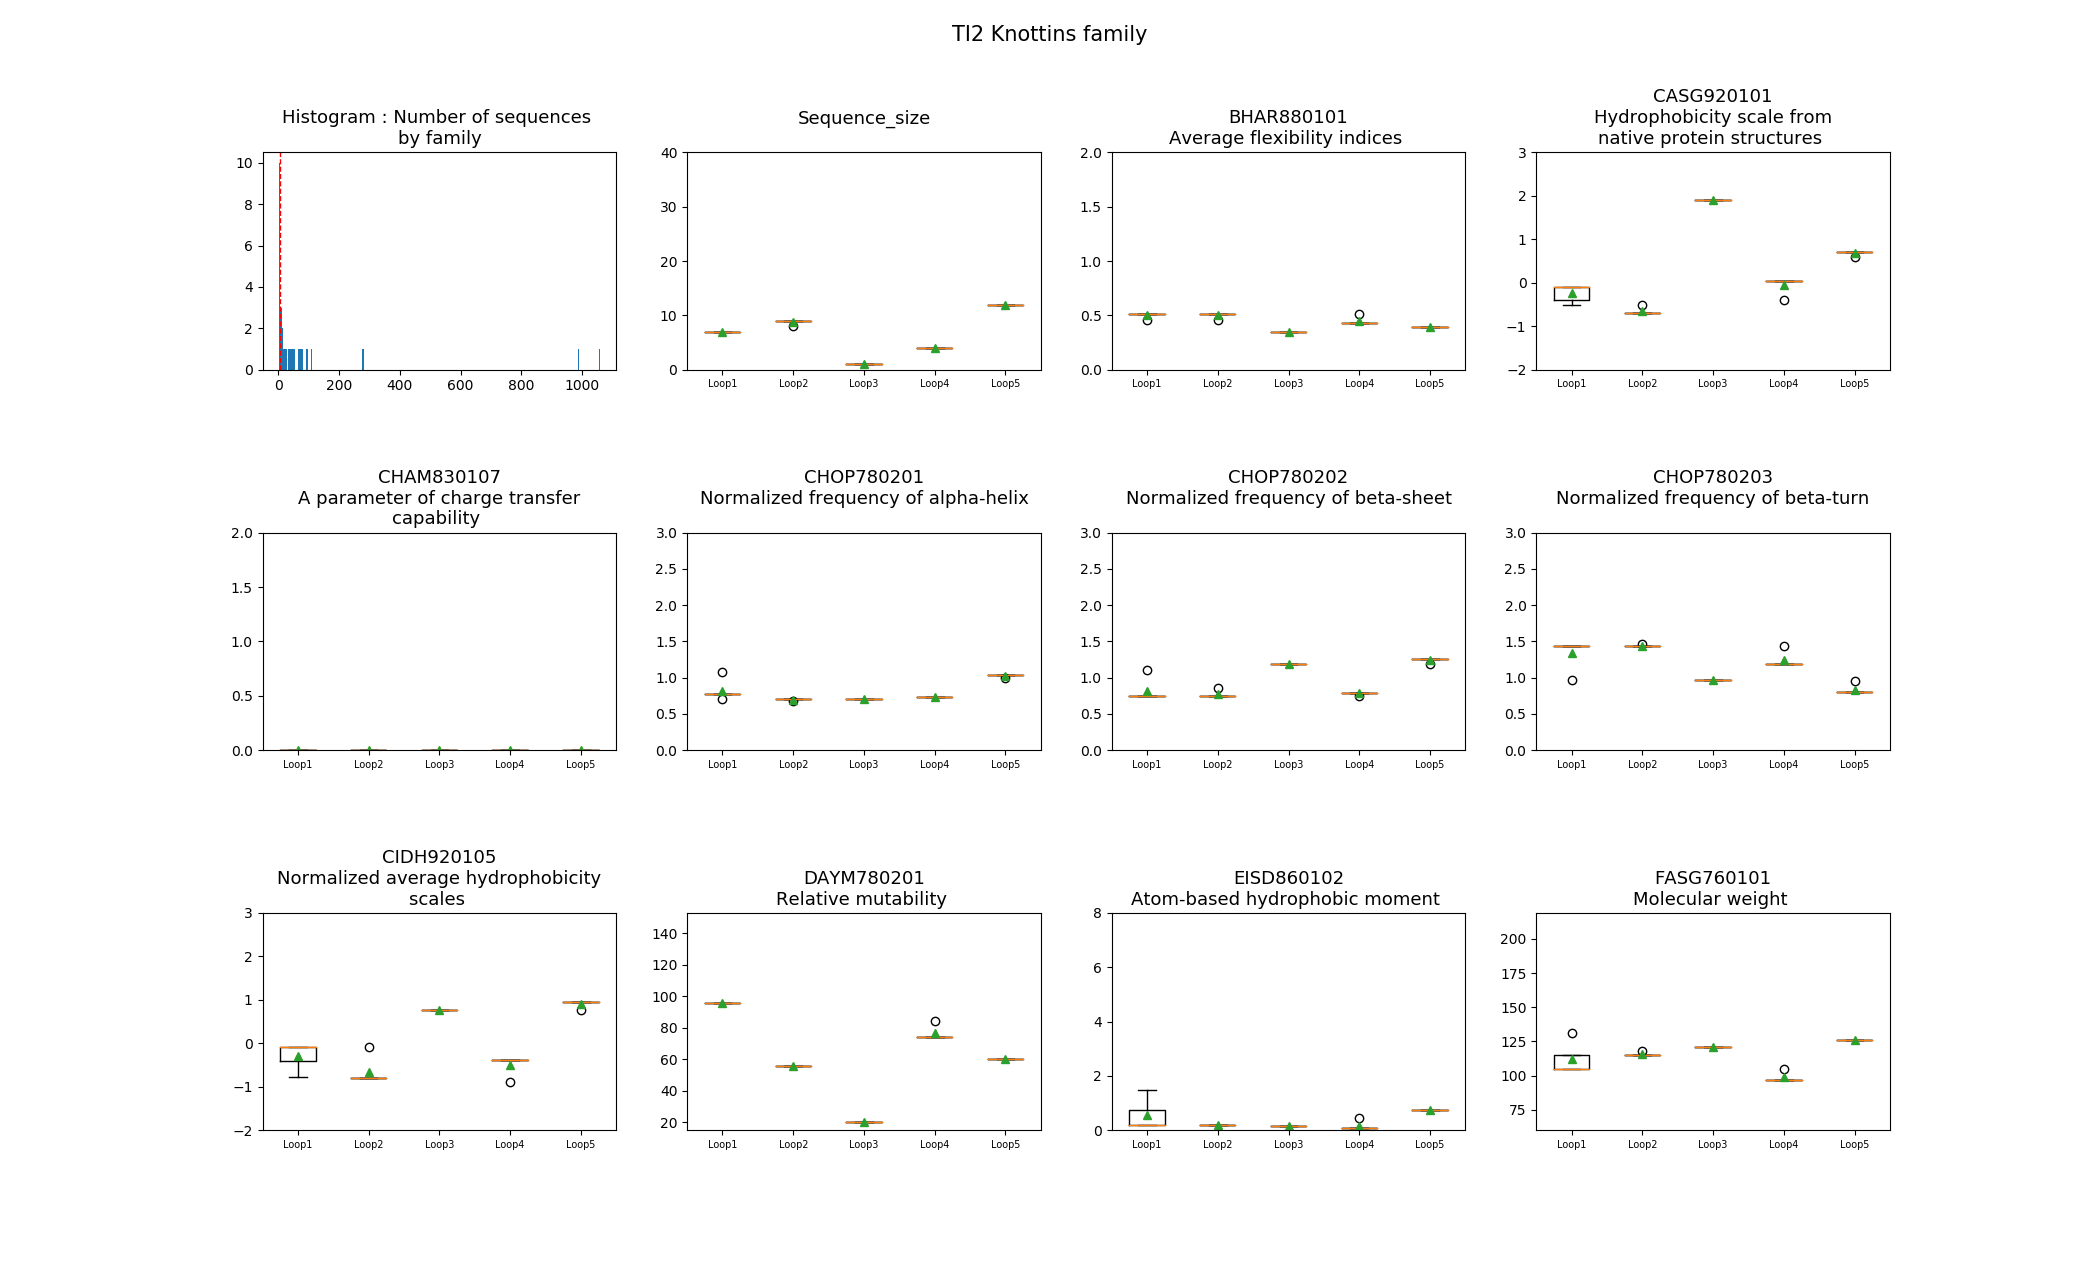 TI2 Knottins family
Histogram : Number of sequences
by family
10
8
6
4
2
0
0 200 400 600 800 1000
Sequence_size
40
30
20
10
0
Loop1 Loop2 Loop3 Loop4 Loop5
BHAR880101
Average flexibility indices
2.0
1.5
1.0
0.5
0.0
Loop1 Loop2 Loop3 Loop4 Loop5
CASG920101
Hydrophobicity scale from
native protein structures
3
2
1
0
−1
−2
Loop1 Loop2 Loop3 Loop4 Loop5
CHAM830107
A parameter of charge transfer
capability
2.0
1.5
1.0
0.5
0.0
Loop1 Loop2 Loop3 Loop4 Loop5
CHOP780201
Normalized frequency of alpha-helix
3.0
2.5
2.0
1.5
1.0
0.5
0.0
Loop1 Loop2 Loop3 Loop4 Loop5
CHOP780202
Normalized frequency of beta-sheet
3.0
2.5
2.0
1.5
1.0
0.5
0.0
Loop1 Loop2 Loop3 Loop4 Loop5
CHOP780203
Normalized frequency of beta-turn
3.0
2.5
2.0
1.5
1.0
0.5
0.0
Loop1 Loop2 Loop3 Loop4 Loop5
CIDH920105
Normalized average hydrophobicity
scales
3
2
1
0
−1
−2
Loop1 Loop2 Loop3 Loop4 Loop5
DAYM780201
Relative mutability
140
120
100
80
60
40
20
Loop1 Loop2 Loop3 Loop4 Loop5
EISD860102
Atom-based hydrophobic moment
8
6
4
2
0
Loop1 Loop2 Loop3 Loop4 Loop5
FASG760101
Molecular weight
200
175
150
125
100
75
Loop1 Loop2 Loop3 Loop4 Loop5